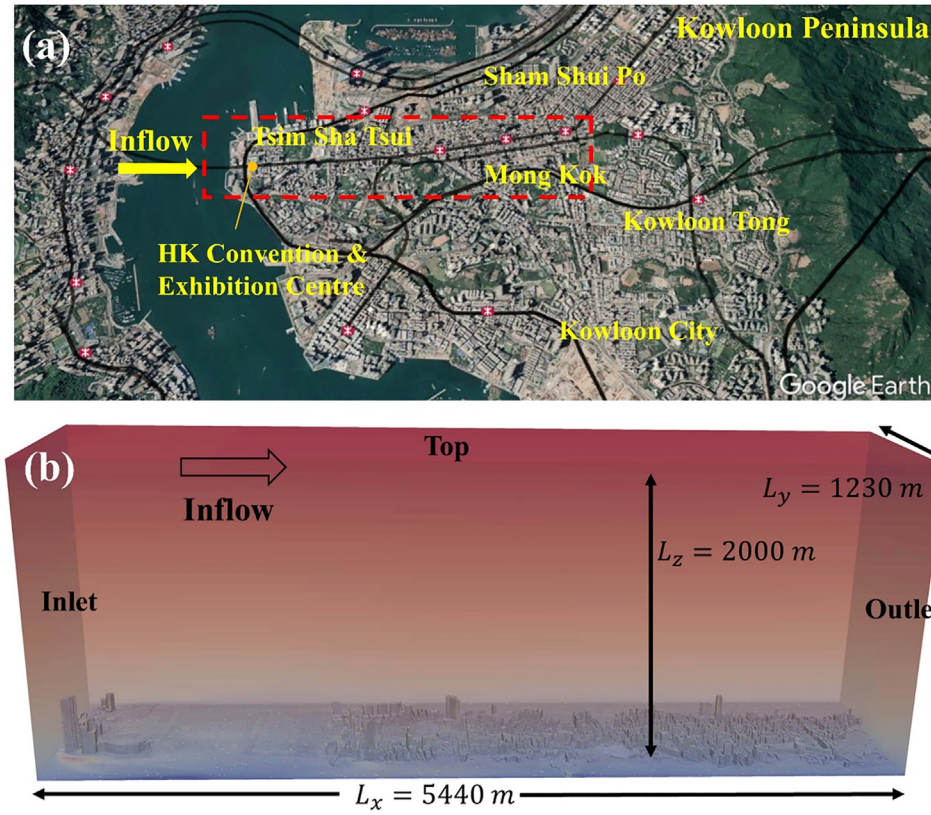 (a)
Kowloon Peninsula
Sham Shui Po
Inflow
Tsim Sha Tsui
Mong Kok
Kowloon Tong
HK Convention &
Exhibition Centre
Kowloon City
Google Earth
(b)
Top
Inflow
L_y = 1230 m
L_z = 2000 m
Inlet
Outle
L_x = 5440 m